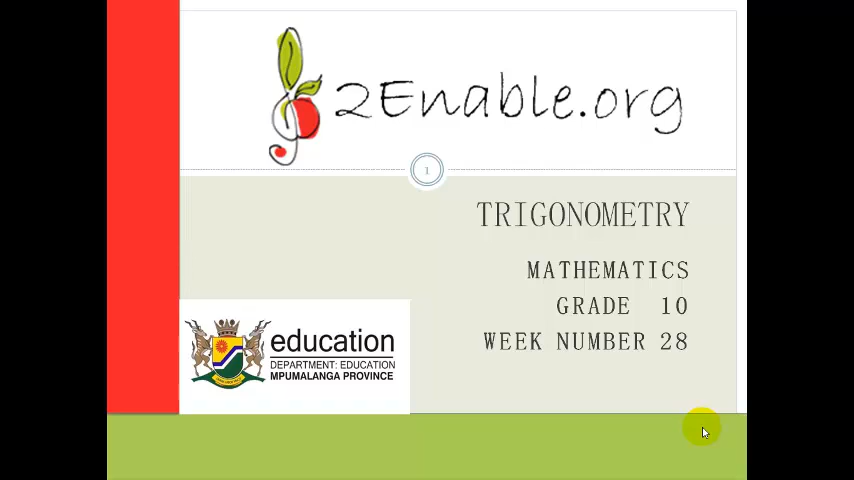 2Enable.org
1
TRIGONOMETRY
MATHEMATICS
GRADE 10
WEEK NUMBER 28
education
DEPARTMENT: EDUCATION
MPUMALANGA PROVINCE